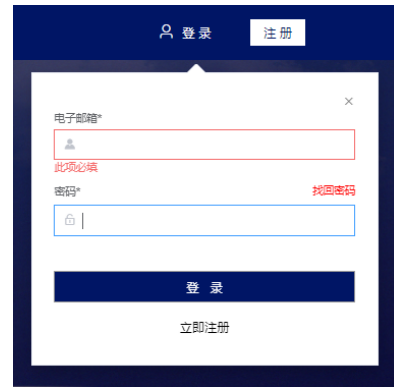 登录 注册
电子邮箱*
此项必填
密码* 找回密码
登 录
立即注册